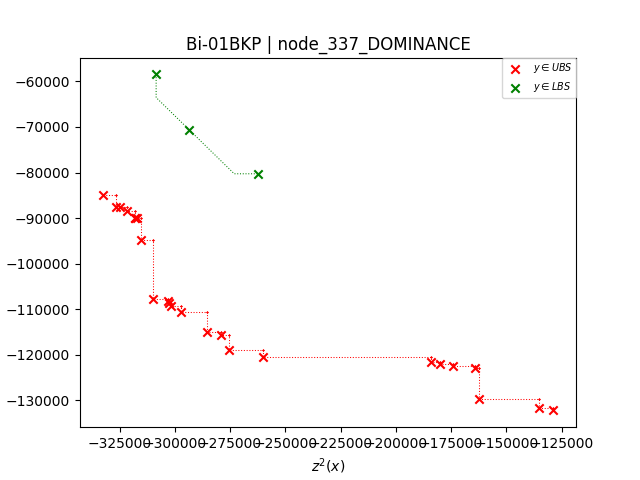 Bi-01BKP | node_337_DOMINANCE
y ∈ UBS
y ∈ LBS
−60000
−70000
−80000
−90000
−100000
−110000
−120000
−130000
−325000 −300000 −275000 −250000 −225000 −200000 −175000 −150000 −125000
z²(x)